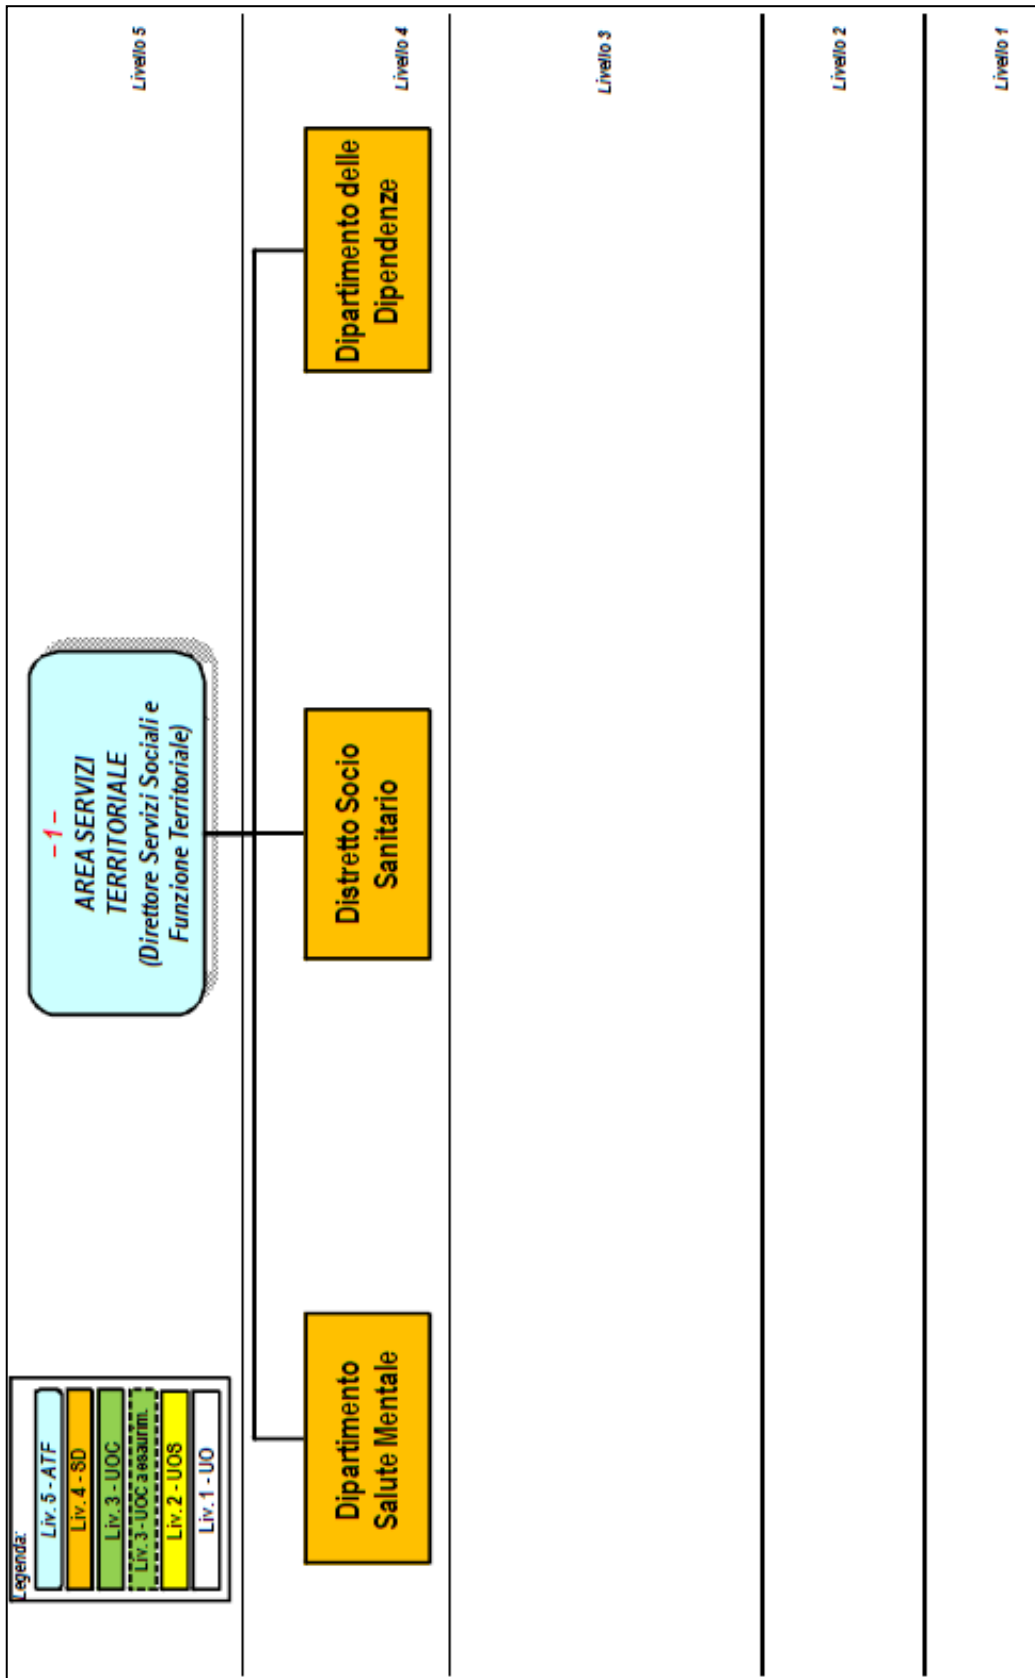 Legenda:
Liv. 5 - ATF
Liv. 4 - SD
Liv. 3 - UOC
Liv. 3 - UOC a esaurim.
Liv. 2 - UOS
Liv. 1 - UO
- 1 -
AREA SERVIZI
TERRITORIALE
(Direttore Servizi Sociali e
Funzione Territoriale)
Livello 5
Dipartimento
Salute Mentale
Distretto Socio
Sanitario
Dipartimento delle
Dipendenze
Livello 4
Livello 3
Livello 2
Livello 1